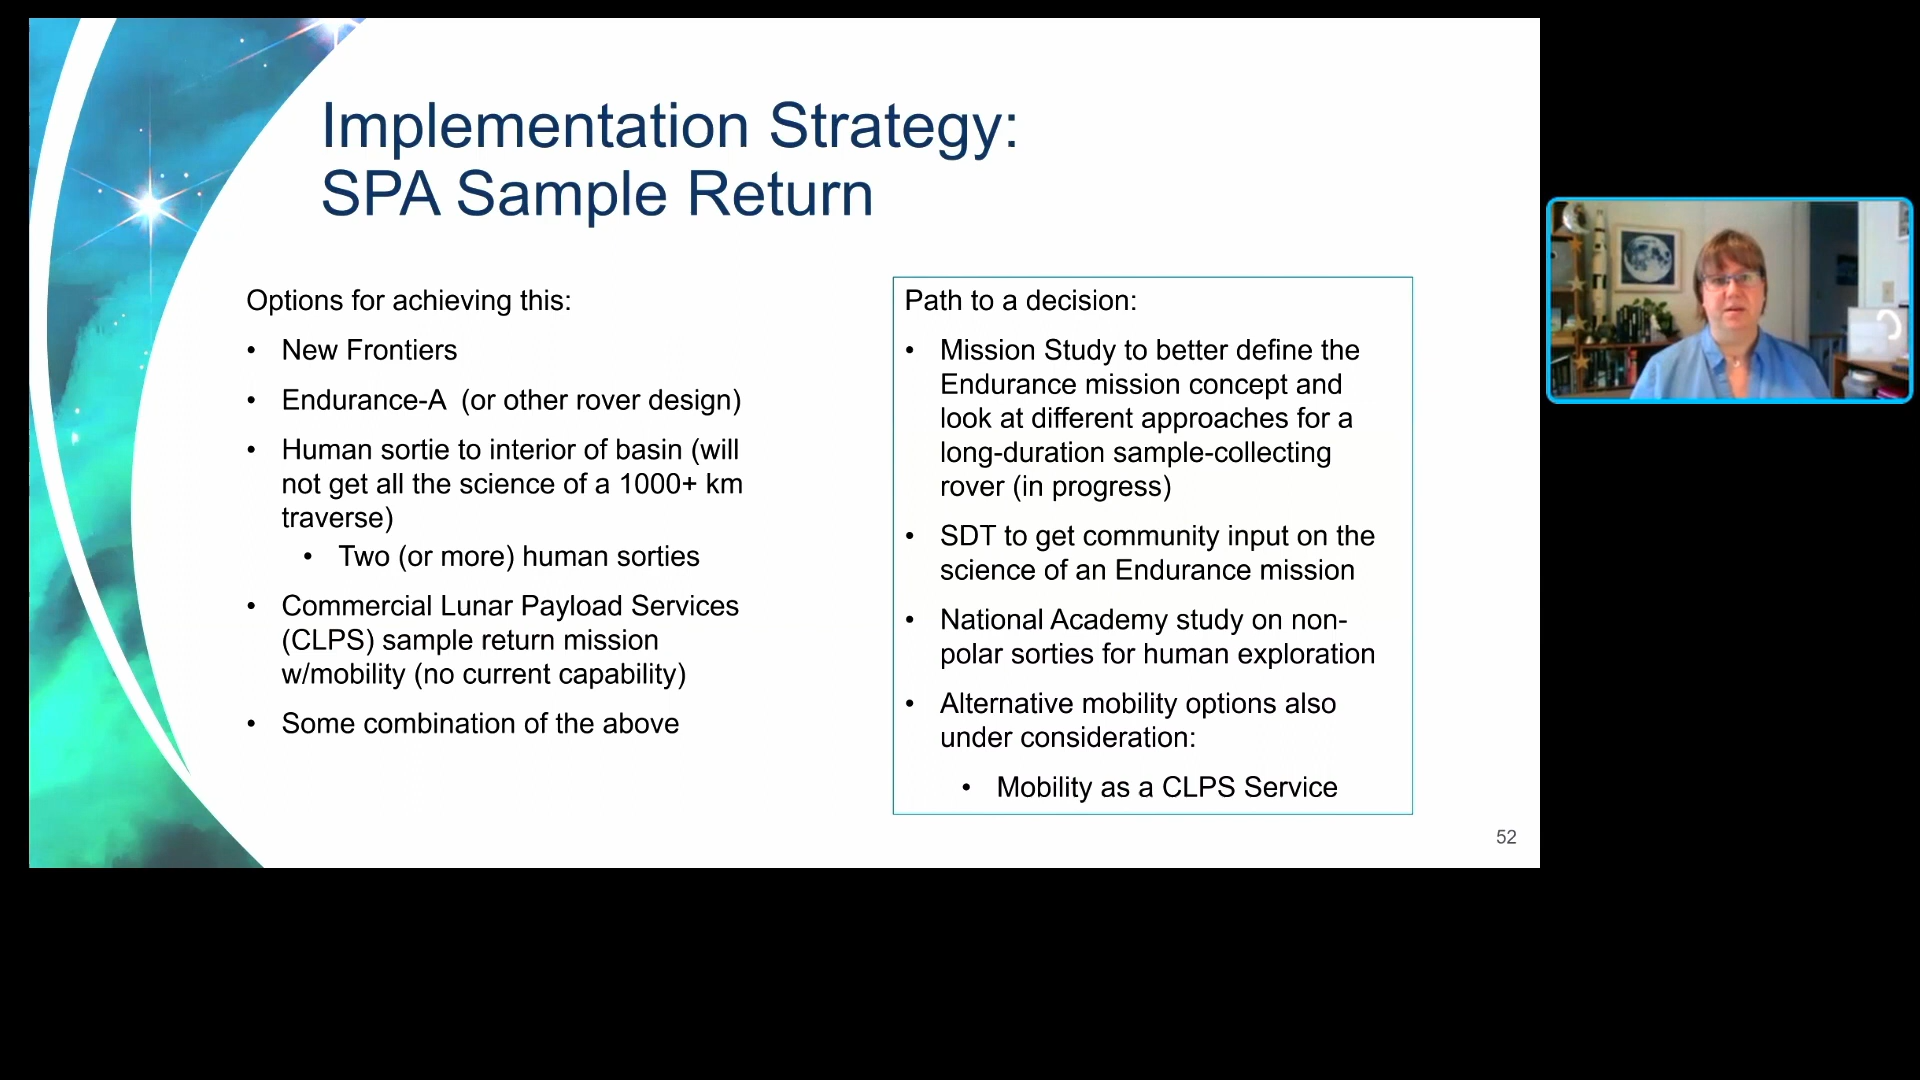 Implementation Strategy:
SPA Sample Return
Options for achieving this:
• New Frontiers
• Endurance-A (or other rover design)
• Human sortie to interior of basin (will
not get all the science of a 1000+ km
traverse)
• Two (or more) human sorties
• Commercial Lunar Payload Services
(CLPS) sample return mission
w/mobility (no current capability)
• Some combination of the above
Path to a decision:
• Mission Study to better define the
Endurance mission concept and
look at different approaches for a
long-duration sample-collecting
rover (in progress)
• SDT to get community input on the
science of an Endurance mission
• National Academy study on non-
polar sorties for human exploration
• Alternative mobility options also
under consideration:
• Mobility as a CLPS Service
52